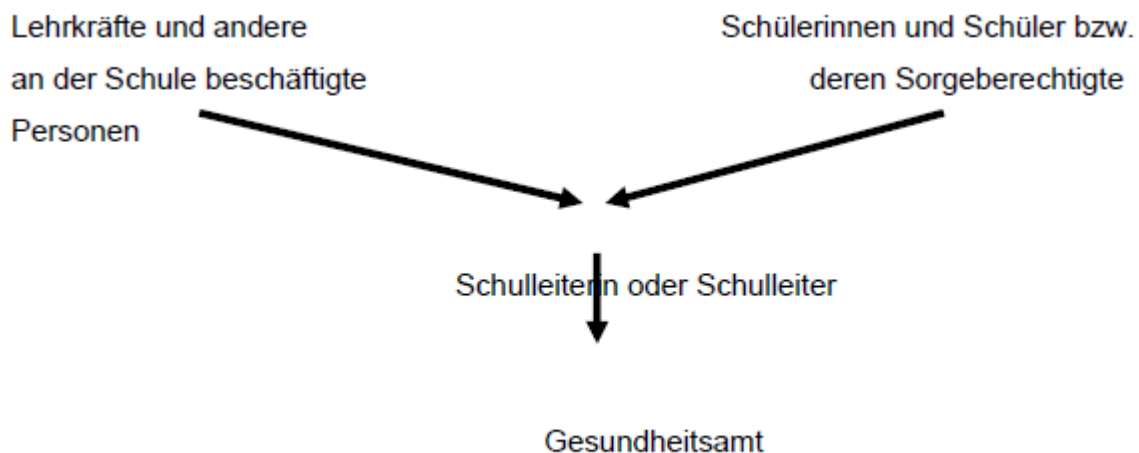 Lehrkräfte und andere
an der Schule beschäftigte
Personen
Schülerinnen und Schüler bzw.
deren Sorgeberechtigte
Schulleiterin oder Schulleiter
Gesundheitsamt